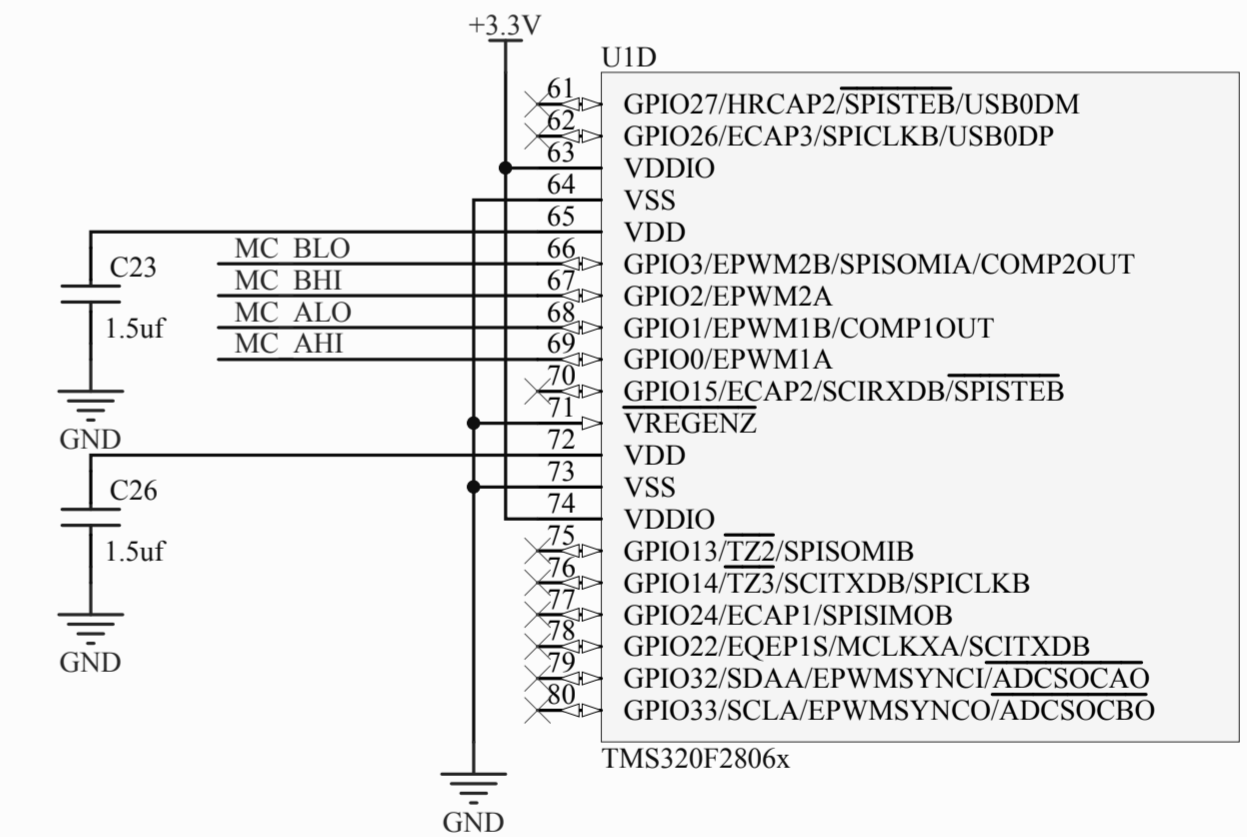 +3.3V
U1D
61 GPIO27/HRCAP2/SPISTEB/USB0DM
62 GPIO26/ECAP3/SPICLKB/USB0DP
63 VDDIO
64 VSS
65 VDD
MC BLO 66 GPIO3/EPWM2B/SPISOMIA/COMP2OUT
C23
MC BHI 67 GPIO2/EPWM2A
1.5uf
MC ALO 68 GPIO1/EPWM1B/COMP1OUT
MC AHI 69 GPIO0/EPWM1A
70 GPIO15/ECAP2/SCIRXDB/SPISTEB
71 VREGENZ
GND
72 VDD
C26
73 VSS
74 VDDIO
1.5uf
75 GPIO13/TZ2/SPISOMIB
76 GPIO14/TZ3/SCITXDB/SPICLKB
77 GPIO24/ECAP1/SPISIMOB
78 GPIO22/EQEP1S/MCLKXA/SCITXDB
GND
79 GPIO32/SDAA/EPWMSYNCI/ADCSOCAO
80 GPIO33/SCLA/EPWMSYNCO/ADCSOCBO
TMS320F2806x
GND